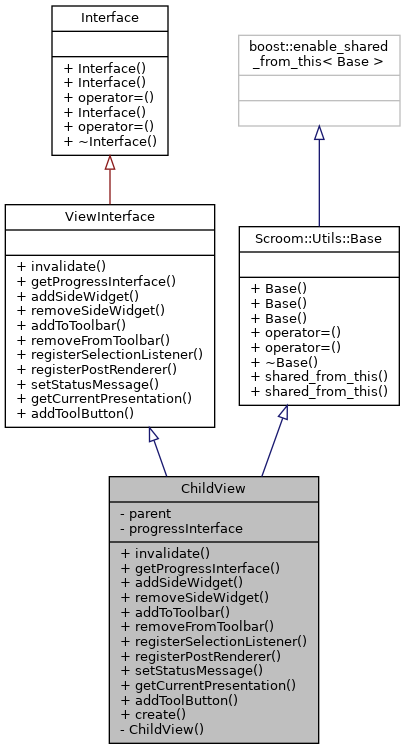 Interface
+ Interface()
+ Interface()
+ operator=()
+ Interface()
+ operator=()
+ ~Interface()
boost::enable_shared
_from_this< Base >
ViewInterface
+ invalidate()
+ getProgressInterface()
+ addSideWidget()
+ removeSideWidget()
+ addToToolbar()
+ removeFromToolbar()
+ registerSelectionListener()
+ registerPostRenderer()
+ setStatusMessage()
+ getCurrentPresentation()
+ addToolButton()
Scroom::Utils::Base
+ Base()
+ Base()
+ Base()
+ operator=()
+ operator=()
+ ~Base()
+ shared_from_this()
+ shared_from_this()
ChildView
- parent
- progressInterface
+ invalidate()
+ getProgressInterface()
+ addSideWidget()
+ removeSideWidget()
+ addToToolbar()
+ removeFromToolbar()
+ registerSelectionListener()
+ registerPostRenderer()
+ setStatusMessage()
+ getCurrentPresentation()
+ addToolButton()
+ create()
- ChildView()